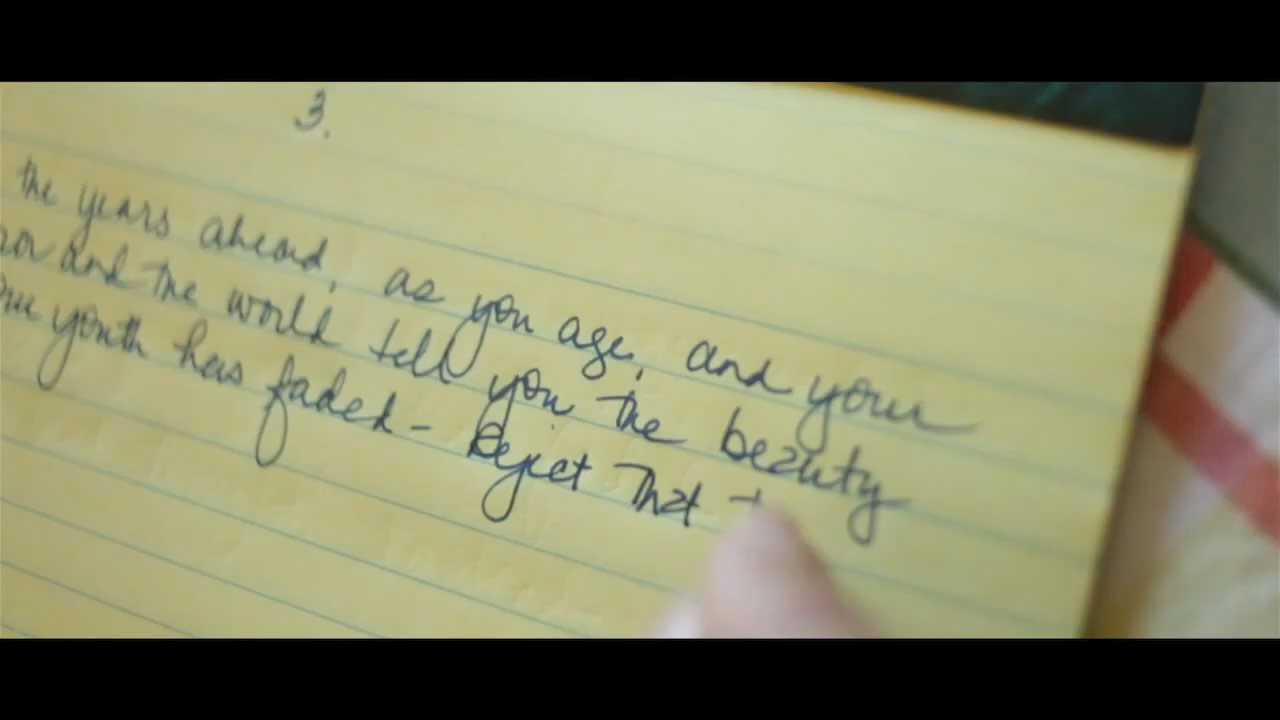 3.
the years ahead, as you age, and your
and the world tell you the beauty
youth has faded - Reject that